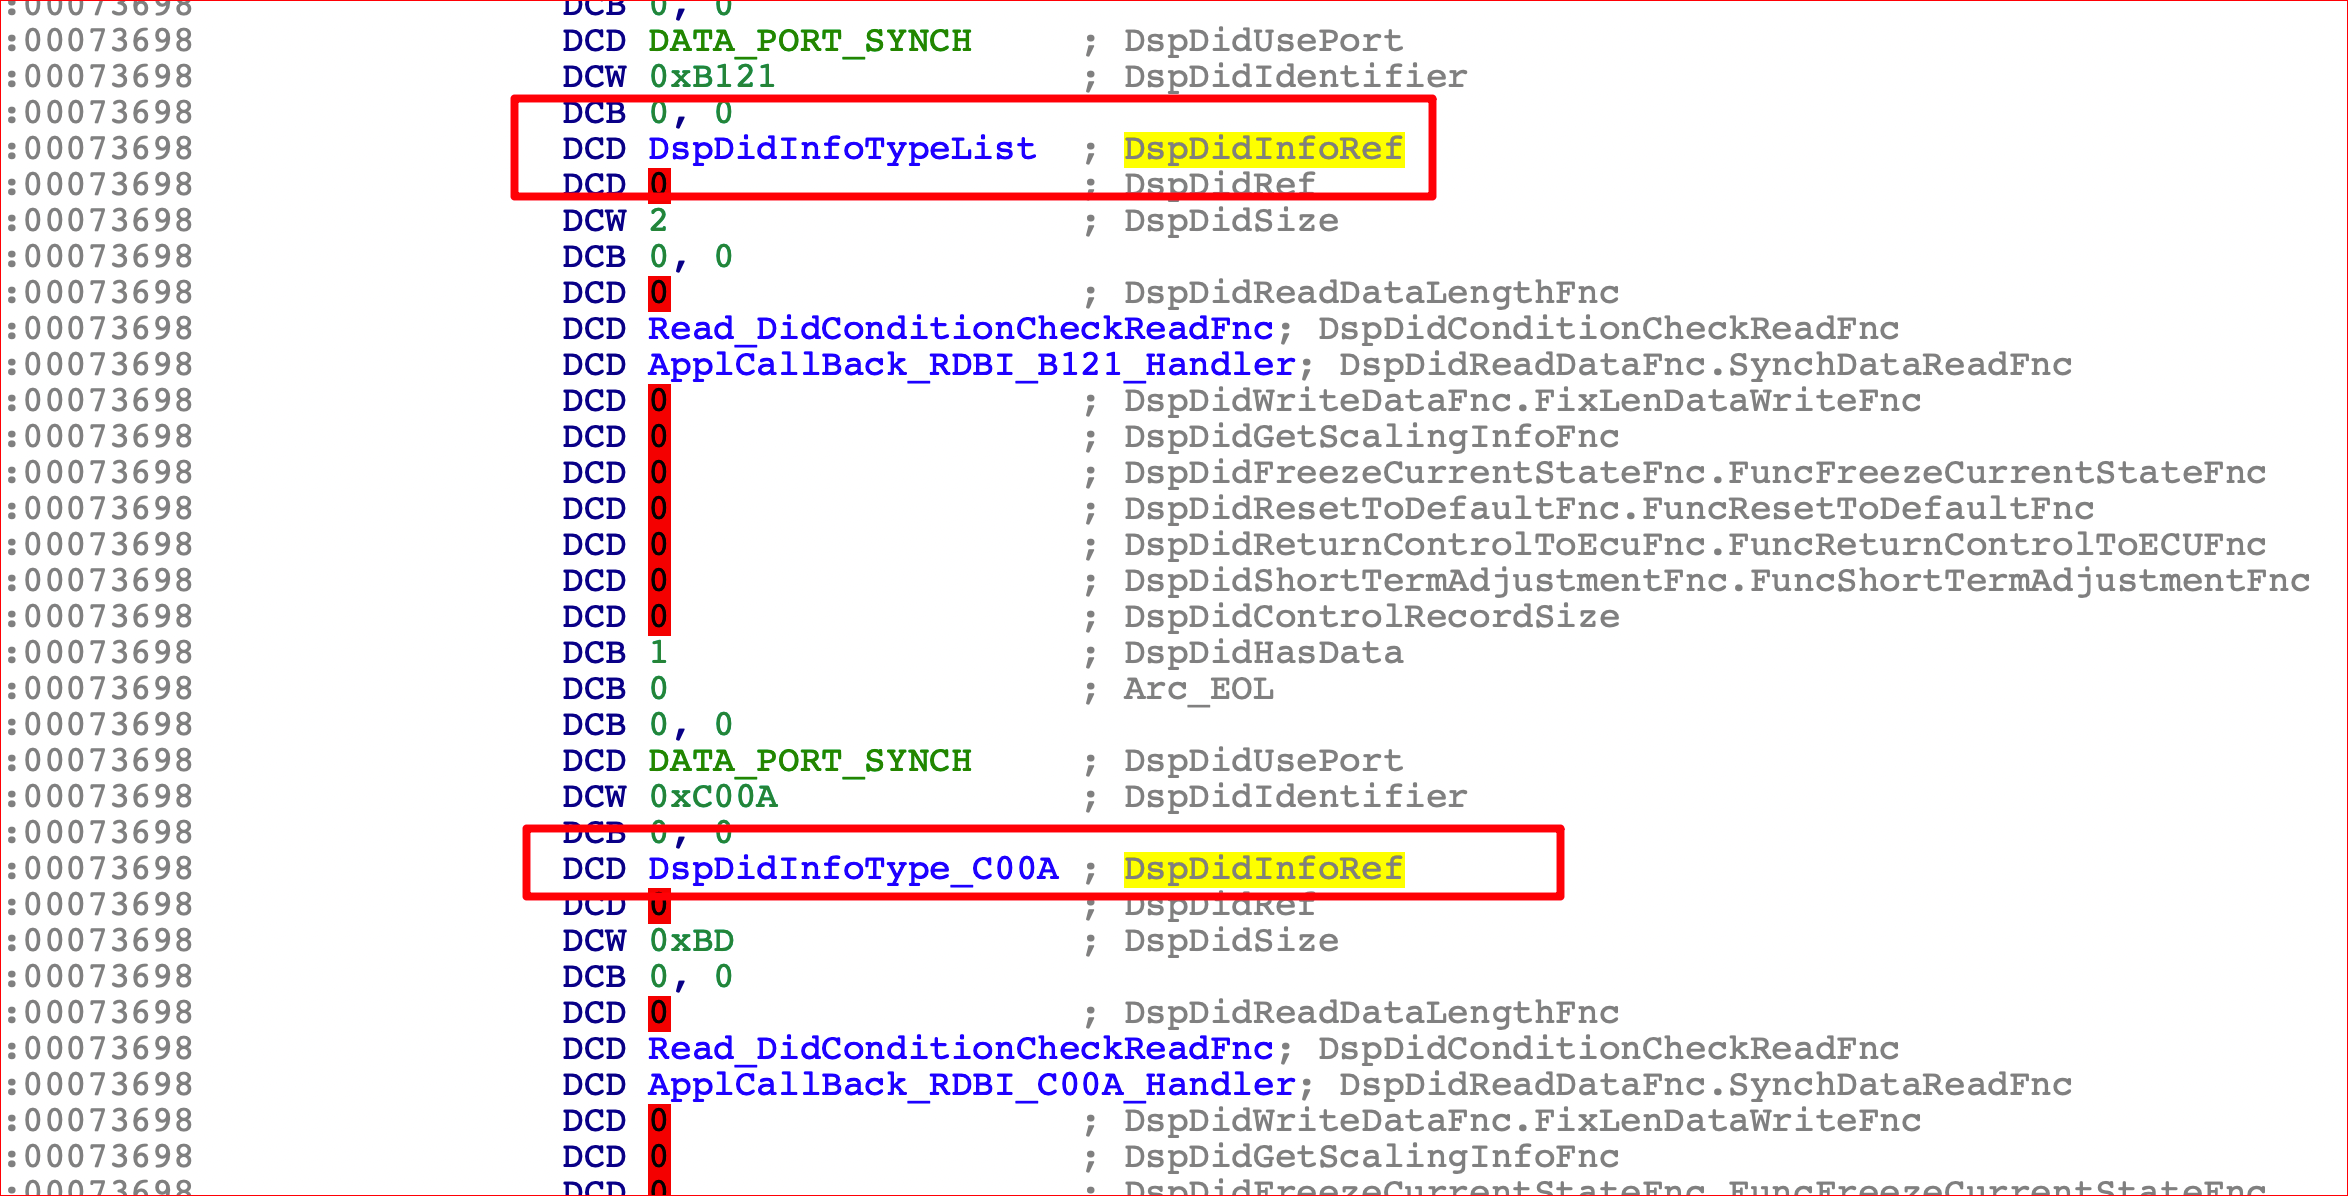 :00073698 DCB 0, 0
:00073698 DCD DATA_PORT_SYNCH ; DspDidUsePort
:00073698 DCW 0xB121 ; DspDidIdentifier
:00073698 DCB 0, 0
:00073698 DCD DspDidInfoTypeList ; DspDidInfoRef
:00073698 DCD 0 ; DspDidRef
:00073698 DCW 2 ; DspDidSize
:00073698 DCB 0, 0
:00073698 DCD 0 ; DspDidReadDataLengthFnc
:00073698 DCD Read_DidConditionCheckReadFnc; DspDidConditionCheckReadFnc
:00073698 DCD ApplCallBack_RDBI_B121_Handler; DspDidReadDataFnc.SynchDataReadFnc
:00073698 DCD 0 ; DspDidWriteDataFnc.FixLenDataWriteFnc
:00073698 DCD 0 ; DspDidGetScalingInfoFnc
:00073698 DCD 0 ; DspDidFreezeCurrentStateFnc.FuncFreezeCurrentStateFnc
:00073698 DCD 0 ; DspDidResetToDefaultFnc.FuncResetToDefaultFnc
:00073698 DCD 0 ; DspDidReturnControlToEcuFnc.FuncReturnControlToECUFnc
:00073698 DCD 0 ; DspDidShortTermAdjustmentFnc.FuncShortTermAdjustmentFnc
:00073698 DCD 0 ; DspDidControlRecordSize
:00073698 DCB 1 ; DspDidHasData
:00073698 DCB 0 ; Arc_EOL
:00073698 DCB 0, 0
:00073698 DCD DATA_PORT_SYNCH ; DspDidUsePort
:00073698 DCW 0xC00A ; DspDidIdentifier
:00073698 DCB 0, 0
:00073698 DCD DspDidInfoType_C00A ; DspDidInfoRef
:00073698 DCD 0 ; DspDidRef
:00073698 DCW 0xBD ; DspDidSize
:00073698 DCB 0, 0
:00073698 DCD 0 ; DspDidReadDataLengthFnc
:00073698 DCD Read_DidConditionCheckReadFnc; DspDidConditionCheckReadFnc
:00073698 DCD ApplCallBack_RDBI_C00A_Handler; DspDidReadDataFnc.SynchDataReadFnc
:00073698 DCD 0 ; DspDidWriteDataFnc.FixLenDataWriteFnc
:00073698 DCD 0 ; DspDidGetScalingInfoFnc
:00073698 DCD 0 ; DspDidFreezeCurrentStateFnc.FuncFreezeCurrentStateFnc